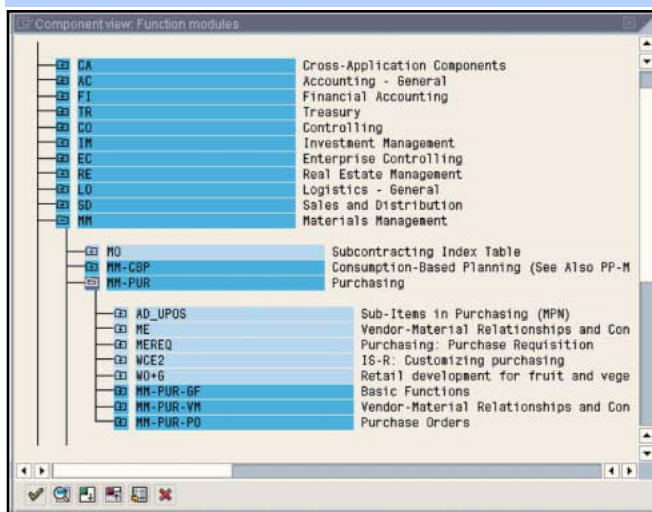 Component view: Function modules
CA Cross-Application Components
AC Accounting - General
FI Financial Accounting
TR Treasury
CO Controlling
IM Investment Management
EC Enterprise Controlling
RE Real Estate Management
LO Logistics - General
SD Sales and Distribution
MM Materials Management
MO Subcontracting Index Table
MM-CBP Consumption-Based Planning (See Also PP-M
MM-PUR Purchasing
AD_UPOS Sub-Items in Purchasing (MPN)
ME Vendor-Material Relationships and Con
MEREQ Purchasing: Purchase Requisition
WCE2 IS-R: Customizing purchasing
WO+G Retail development for fruit and vege
MM-PUR-GF Basic Functions
MM-PUR-VM Vendor-Material Relationships and Con
MM-PUR-PO Purchase Orders